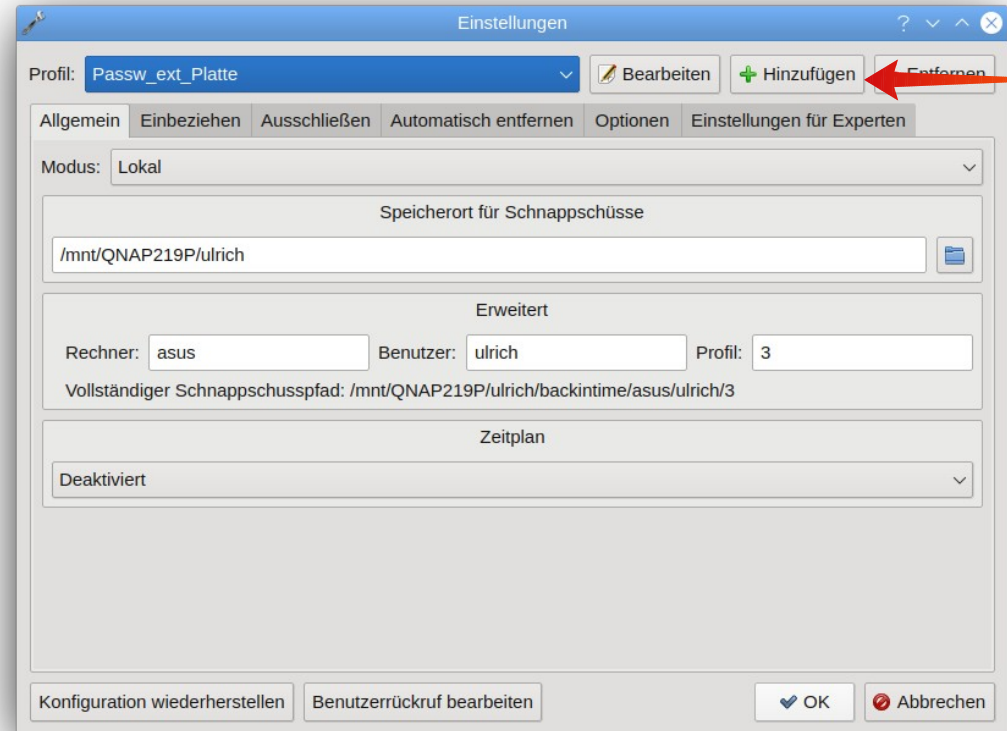 Einstellungen
Profil: Passw_ext_Platte Bearbeiten Hinzufügen Entfernen
Allgemein Einbeziehen Ausschließen Automatisch entfernen Optionen Einstellungen für Experten
Modus: Lokal
Speicherort für Schnappschüsse
/mnt/QNAP219P/ulrich
Erweitert
Rechner: asus Benutzer: ulrich Profil: 3
Vollständiger Schnappschusspfad: /mnt/QNAP219P/ulrich/backintime/asus/ulrich/3
Zeitplan
Deaktiviert
Konfiguration wiederherstellen Benutzerrückruf bearbeiten OK Abbrechen